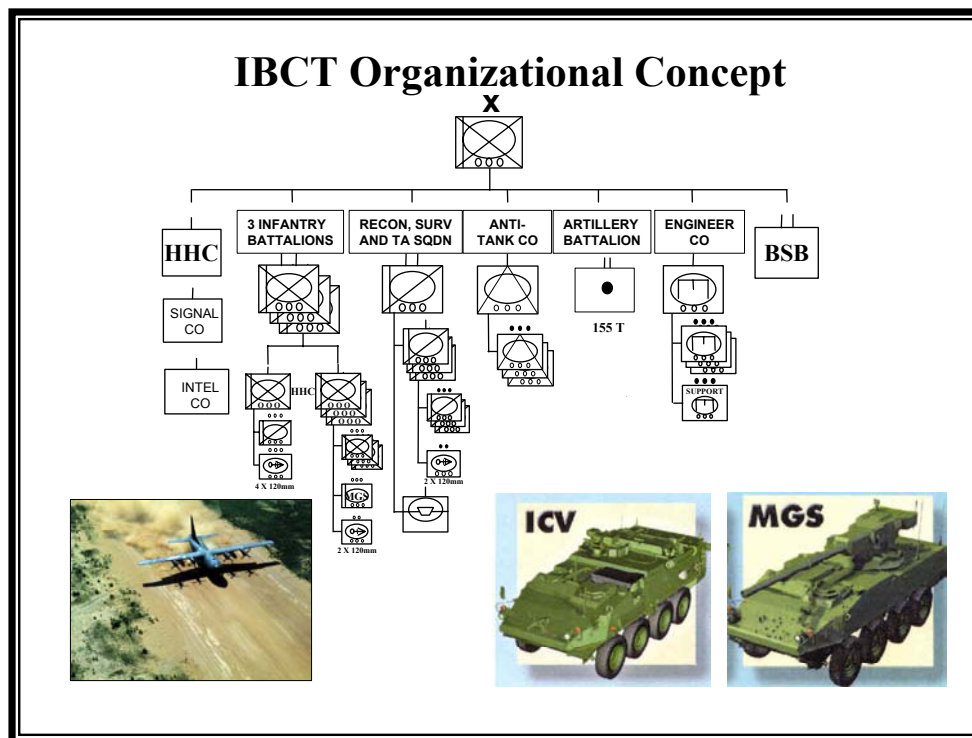 IBCT Organizational Concept
X
3 INFANTRY
BATTALIONS
RECON, SURV
AND TA SQDN
ANTI-
TANK CO
ARTILLERY
BATTALION
ENGINEER
CO
HHC
BSB
SIGNAL
CO
155 T
INTEL
CO
HHC
SUPPORT
4 X 120mm
MGS
2 X 120mm
2 X 120mm
ICV
MGS